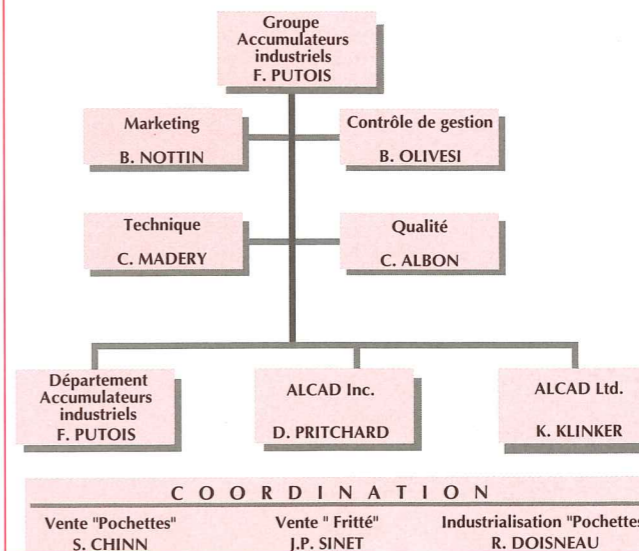 Groupe
Accumulateurs
industriels
F. PUTOIS
Marketing
B. NOTTIN
Contrôle de gestion
B. OLIVESI
Technique
C. MADERY
Qualité
C. ALBON
Département
Accumulateurs
industriels
F. PUTOIS
ALCAD Inc.
D. PRITCHARD
ALCAD Ltd.
K. KLINKER
COORDINATION
Vente "Pochettes"
S. CHINN
Vente " Fritté"
J.P. SINET
Industrialisation "Pochettes
R. DOISNEAU